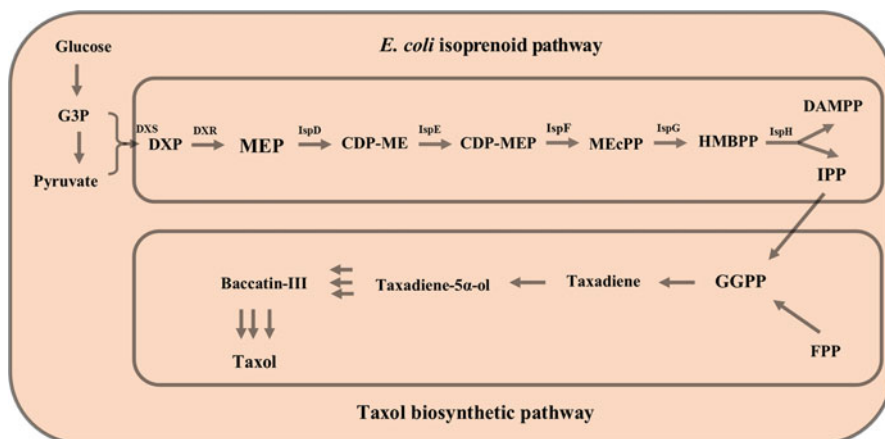 E. coli isoprenoid pathway
Glucose
G3P
Pyruvate
DXS
DXP
DXR
MEP
IspD
CDP-ME
IspE
CDP-MEP
IspF
MEcPP
IspG
HMBPP
IspH
DAMPP
IPP
GGPP
FPP
Taxadiene
Taxadiene-5α-ol
Baccatin-III
Taxol
Taxol biosynthetic pathway